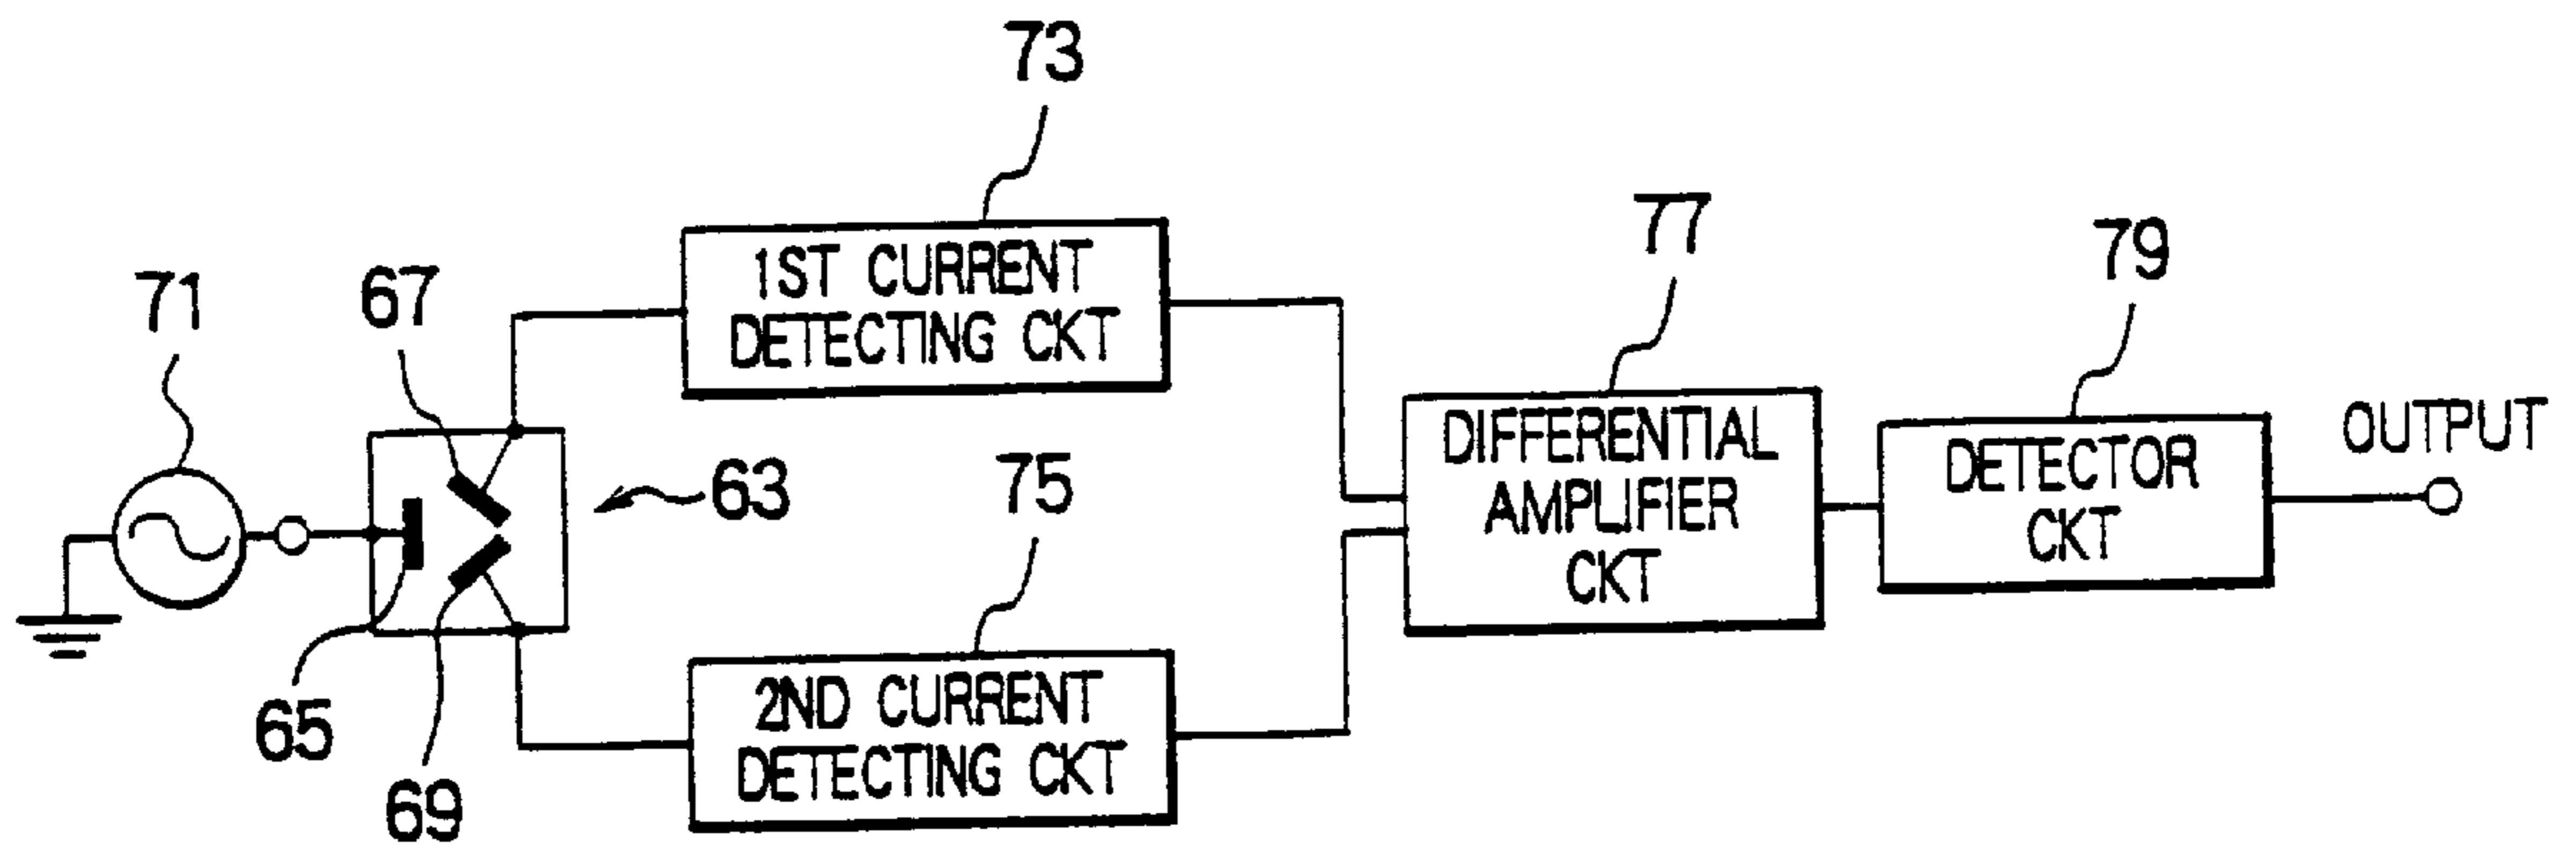 73
1ST CURRENT
DETECTING CKT
71
67
63
65
69
75
2ND CURRENT
DETECTING CKT
77
DIFFERENTIAL
AMPLIFIER
CKT
79
DETECTOR
CKT
OUTPUT